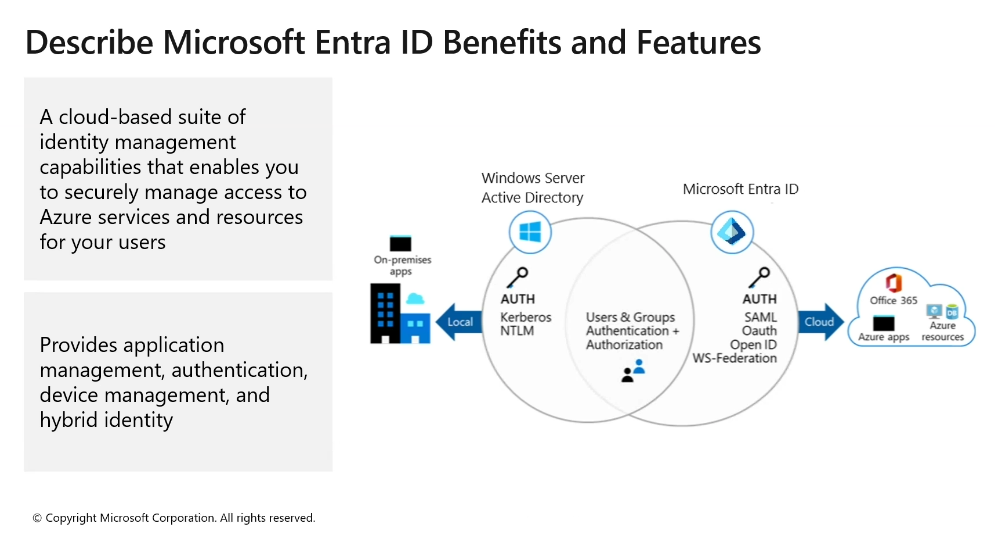 Describe Microsoft Entra ID Benefits and Features
A cloud-based suite of
identity management
capabilities that enables you
to securely manage access to
Azure services and resources
for your users
Provides application
management, authentication,
device management, and
hybrid identity
Windows Server
Active Directory
Microsoft Entra ID
On-premises
apps
Local
AUTH
Kerberos
NTLM
Users & Groups
Authentication +
Authorization
AUTH
SAML
Oauth
Open ID
WS-Federation
Cloud
Office 365
DB
Azure apps
Azure
resources
© Copyright Microsoft Corporation. All rights reserved.